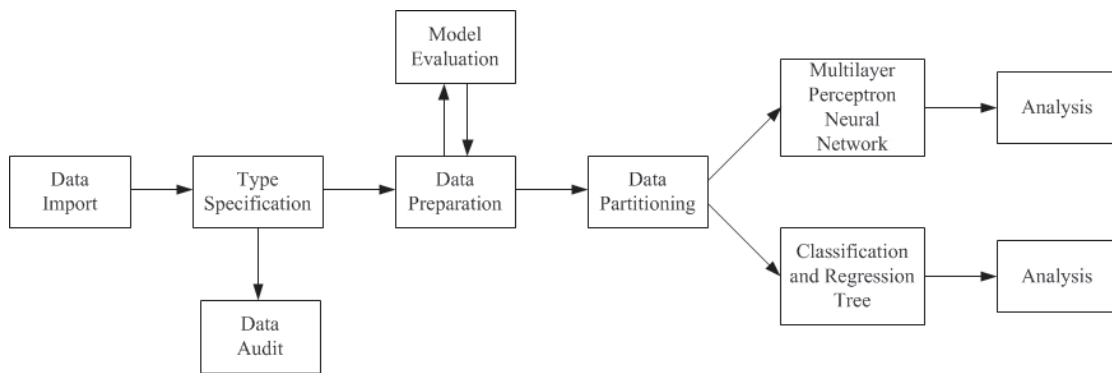 Model
Evaluation
Multilayer
Perceptron
Neural
Network
Analysis
Data
Import
Type
Specification
Data
Preparation
Data
Partitioning
Classification
and Regression
Tree
Analysis
Data
Audit